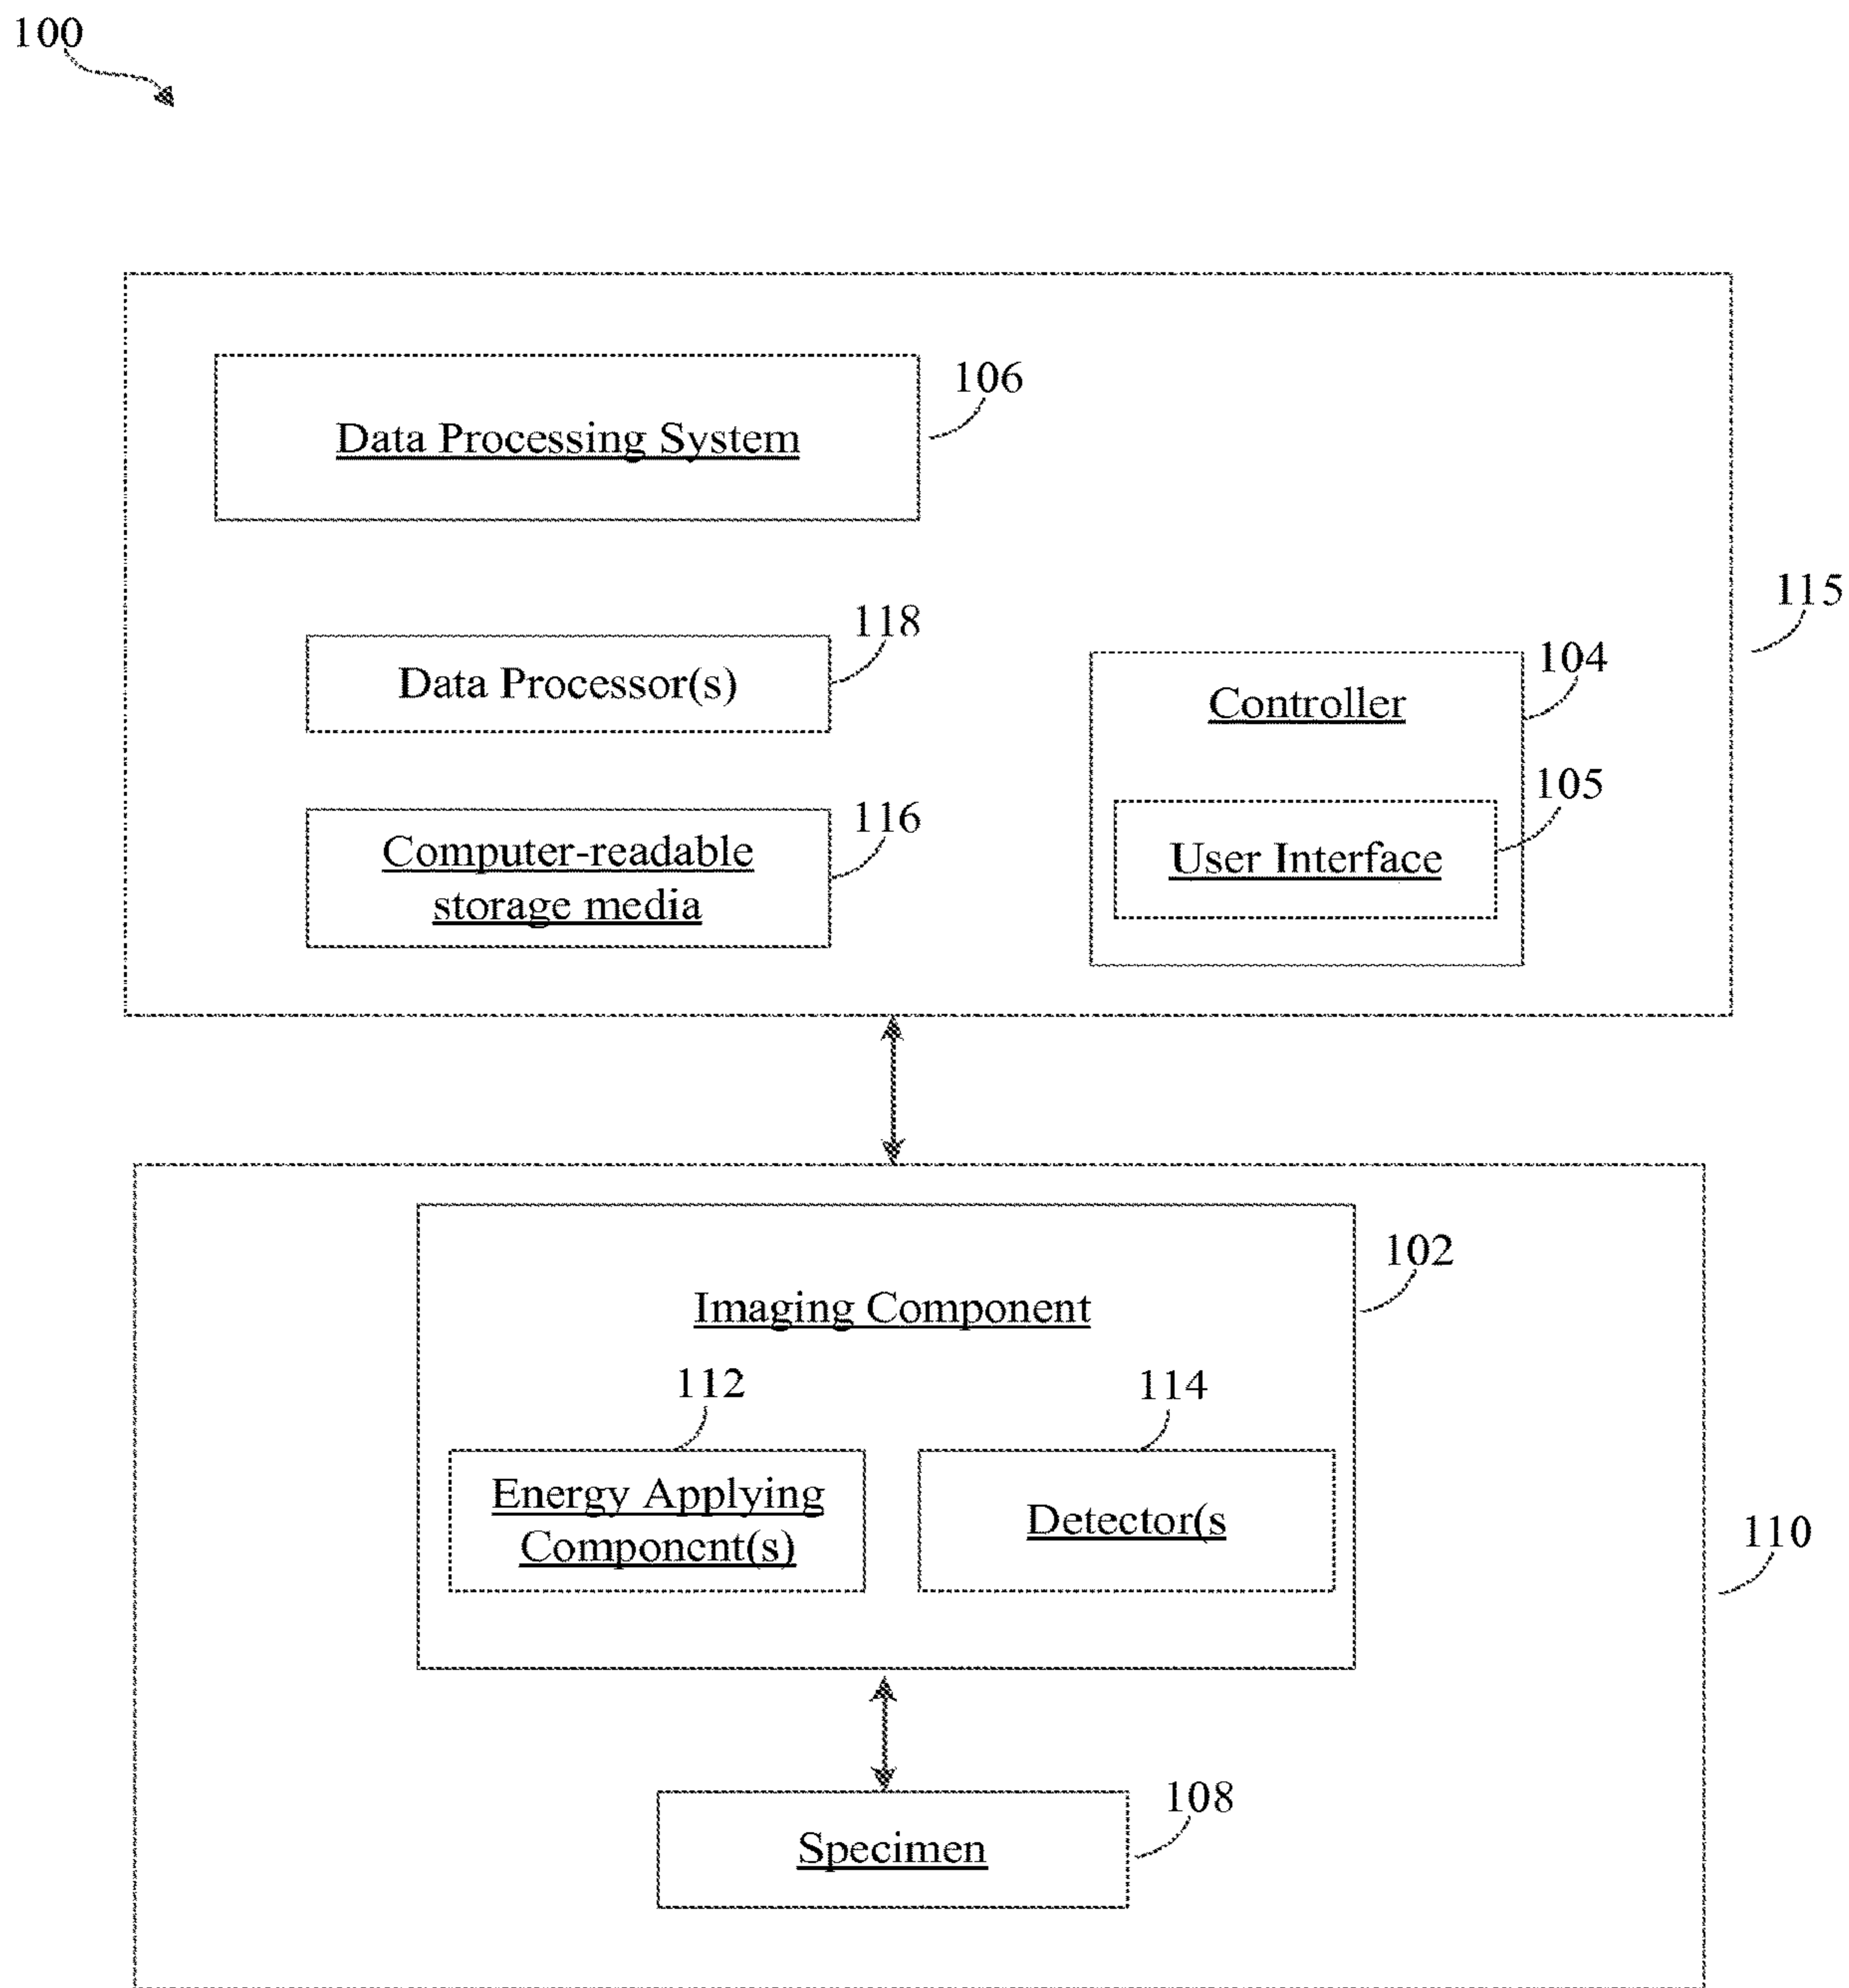 100
Data Processing System
106
115
Data Processor(s)
118
Controller
104
Computer-readable
storage media
116
User Interface
105
Imaging Component
102
112
114
Energy Applying
Component(s)
Detector(s
110
Specimen
108